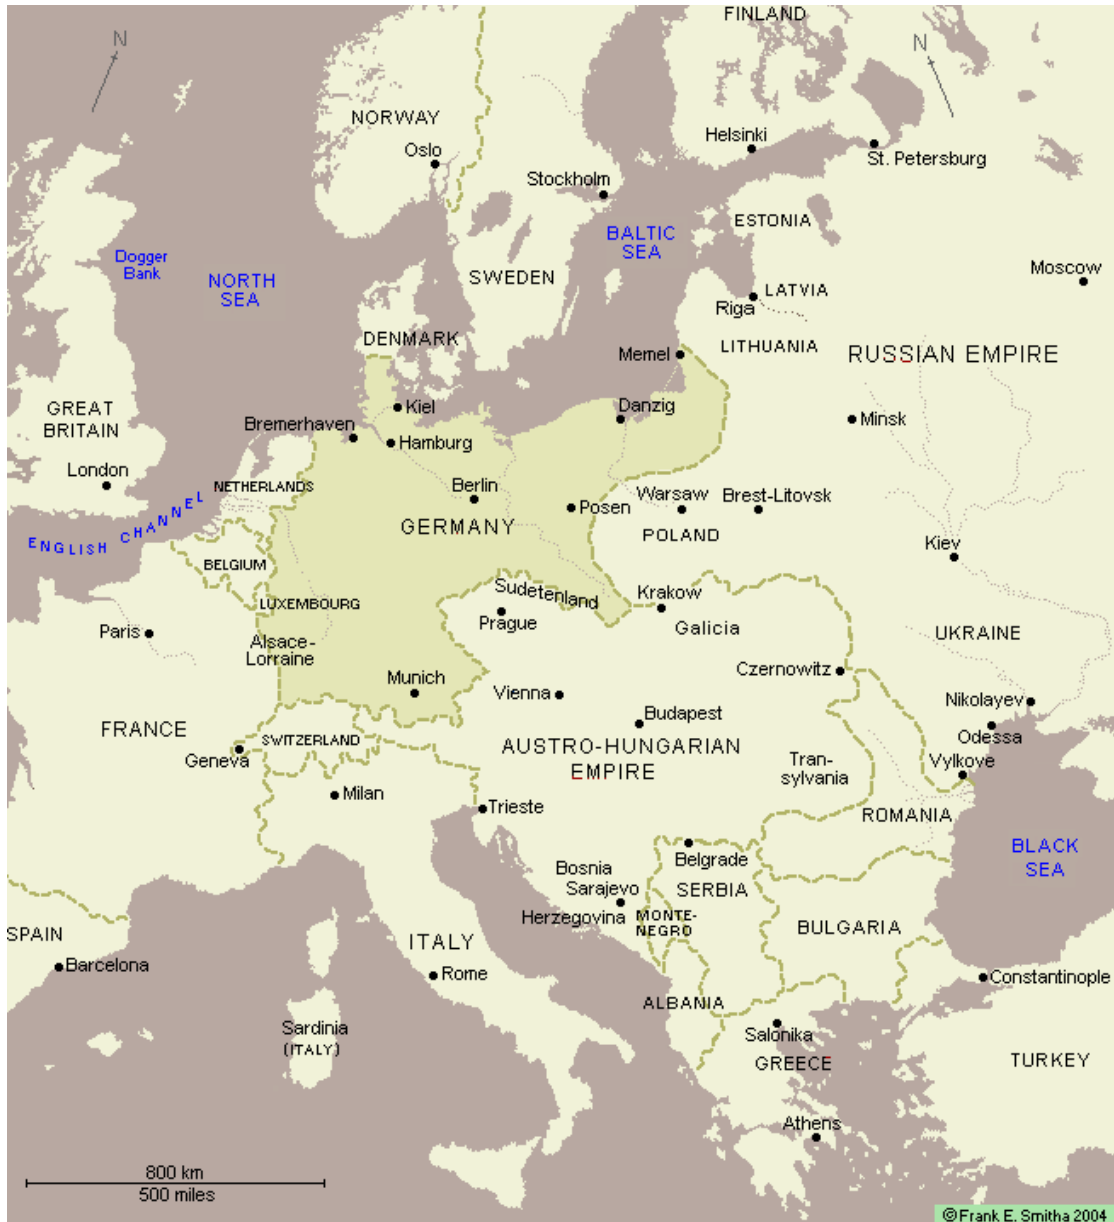 FINLAND
N
N
NORWAY
Oslo
Helsinki
St. Petersburg
Stockholm
ESTONIA
BALTIC
SEA
Dogger
Bank
NORTH
SEA
SWEDEN
Moscow
LATVIA
Riga
DENMARK
LITHUANIA
Memel
RUSSIAN EMPIRE
GREAT
BRITAIN
Kiel
Danzig
Minsk
Bremerhaven
Hamburg
London
NETHERLANDS
Berlin
Warsaw
Brest-Litovsk
Posen
ENGLISH CHANNEL
GERMANY
POLAND
Kiev
BELGIUM
Sudetenland
Krakow
LUXEMBOURG
Prague
Galicia
Paris
UKRAINE
Alsace-
Lorraine
Czernowitz
Munich
Vienna
Nikolayev
Budapest
FRANCE
Odessa
SWITZERLAND
AUSTRO-HUNGARIAN
EMPIRE
Geneva
Tran-
sylvania
Vylkove
Milan
Trieste
ROMANIA
BLACK
SEA
Belgrade
Bosnia
Sarajevo
SERBIA
Herzegovina
MONTE-
NEGRO
BULGARIA
SPAIN
ITALY
Barcelona
Rome
Constantinople
ALBANIA
Sardinia
(ITALY)
Salonika
GREECE
TURKEY
Athens
800 km
500 miles
©Frank E. Smitha 2004